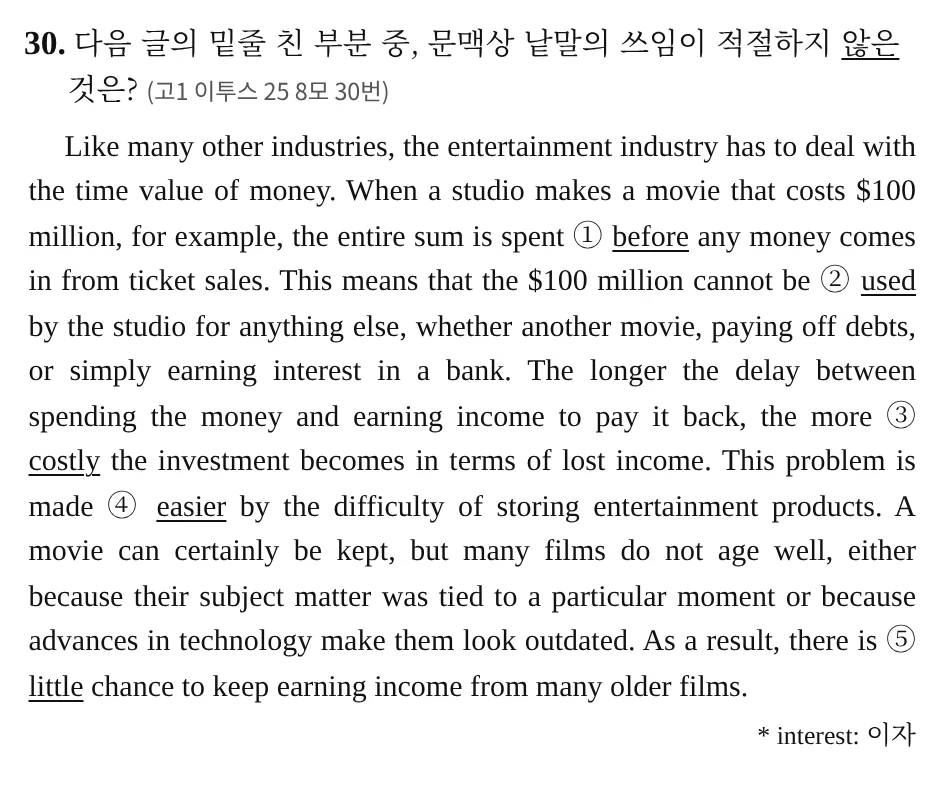 30. 다음 글의 밑줄 친 부분 중, 문맥상 낱말의 쓰임이 적절하지 않은
것은? (고1 이투스 25 8모 30번)
Like many other industries, the entertainment industry has to deal with
the time value of money. When a studio makes a movie that costs $100
million, for example, the entire sum is spent ① before any money comes
in from ticket sales. This means that the $100 million cannot be ② used
by the studio for anything else, whether another movie, paying off debts,
or simply earning interest in a bank. The longer the delay between
spending the money and earning income to pay it back, the more ③
costly the investment becomes in terms of lost income. This problem is
made ④ easier by the difficulty of storing entertainment products. A
movie can certainly be kept, but many films do not age well, either
because their subject matter was tied to a particular moment or because
advances in technology make them look outdated. As a result, there is ⑤
little chance to keep earning income from many older films.
* interest: 이자